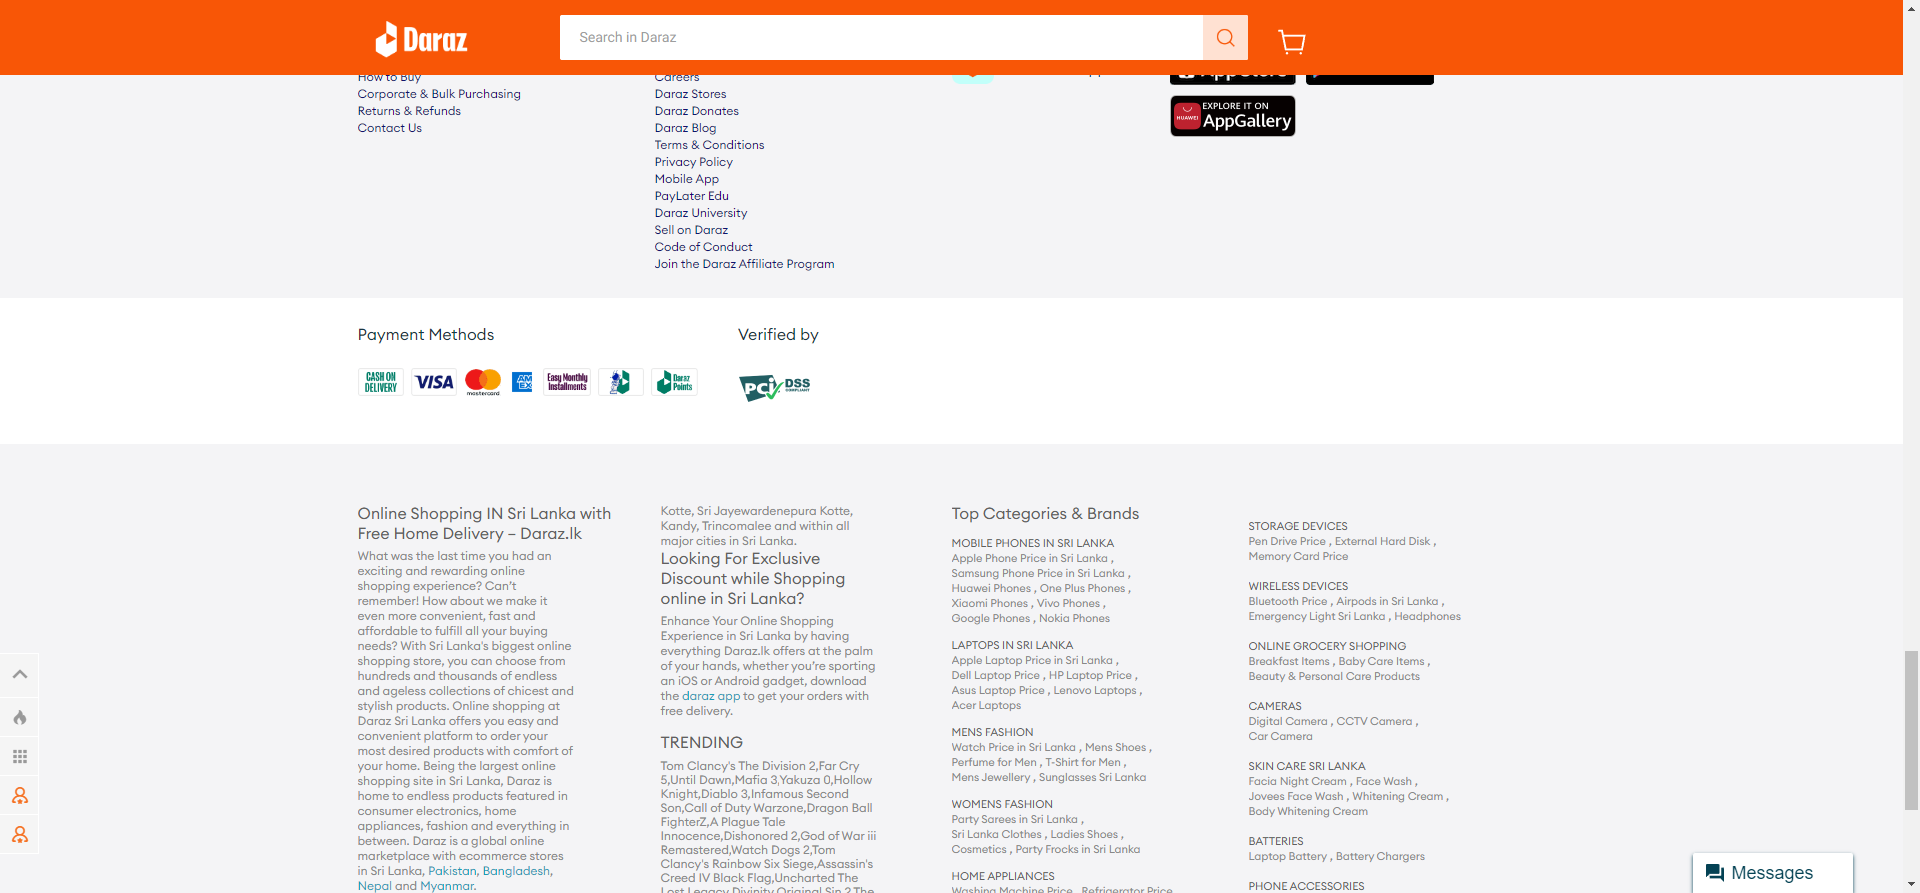 Daraz
Search in Daraz
How to Buy
Corporate & Bulk Purchasing
Returns & Refunds
Contact Us
Careers
Daraz Stores
Daraz Donates
Daraz Blog
Terms & Conditions
Privacy Policy
Mobile App
PayLater Edu
Daraz University
Sell on Daraz
Code of Conduct
Join the Daraz Affiliate Program
App Store
EXPLORE IT ON
HUAWEI
AppGallery
Payment Methods
CASH ON
DELIVERY
VISA
mastercard
AM
EX
Easy Monthly
Installments
Daraz
Points
Verified by
PCi DSS
COMPLIANT
Online Shopping IN Sri Lanka with
Free Home Delivery – Daraz.lk
What was the last time you had an
exciting and rewarding online
shopping experience? Can't
remember! How about we make it
even more convenient, fast and
affordable to fulfill all your buying
needs? With Sri Lanka's biggest online
shopping store, you can choose from
hundreds and thousands of endless
and ageless collections of chicest and
stylish products. Online shopping at
Daraz Sri Lanka offers you easy and
convenient platform to order your
most desired products with comfort of
your home. Being the largest online
shopping site in Sri Lanka, Daraz is
home to endless products featured in
consumer electronics, home
appliances, fashion and everything in
between. Daraz is a global online
marketplace with ecommerce stores
in Sri Lanka, Pakistan, Bangladesh,
Nepal and Myanmar.
Kotte, Sri Jayewardenepura Kotte,
Kandy, Trincomalee and within all
major cities in Sri Lanka.
Looking For Exclusive
Discount while Shopping
online in Sri Lanka?
Enhance Your Online Shopping
Experience in Sri Lanka by having
everything Daraz.lk offers at the palm
of your hands, whether you're sporting
an iOS or Android gadget, download
the daraz app to get your orders with
free delivery.
TRENDING
Tom Clancy's The Division 2,Far Cry
5,Until Dawn,Mafia 3,Yakuza 0,Hollow
Knight,Diablo 3,Infamous Second
Son,Call of Duty Warzone,Dragon Ball
FighterZ,A Plague Tale
Innocence,Dishonored 2,God of War iii
Remastered,Watch Dogs 2,Tom
Clancy's Rainbow Six Siege,Assassin's
Creed IV Black Flag,Uncharted The
Lost Legacy,Divinity Original Sin 2,The
Top Categories & Brands
MOBILE PHONES IN SRI LANKA
Apple Phone Price in Sri Lanka ,
Samsung Phone Price in Sri Lanka ,
Huawei Phones , One Plus Phones ,
Xiaomi Phones , Vivo Phones ,
Google Phones , Nokia Phones
LAPTOPS IN SRI LANKA
Apple Laptop Price in Sri Lanka ,
Dell Laptop Price , HP Laptop Price ,
Asus Laptop Price , Lenovo Laptops ,
Acer Laptops
MENS FASHION
Watch Price in Sri Lanka , Mens Shoes ,
Perfume for Men , T-Shirt for Men ,
Mens Jewellery , Sunglasses Sri Lanka
WOMENS FASHION
Party Sarees in Sri Lanka ,
Sri Lanka Clothes , Ladies Shoes ,
Cosmetics , Party Frocks in Sri Lanka
HOME APPLIANCES
Washing Machine Price , Refrigerator Price
STORAGE DEVICES
Pen Drive Price , External Hard Disk ,
Memory Card Price
WIRELESS DEVICES
Bluetooth Price , Airpods in Sri Lanka ,
Emergency Light Sri Lanka , Headphones
ONLINE GROCERY SHOPPING
Breakfast Items , Baby Care Items ,
Beauty & Personal Care Products
CAMERAS
Digital Camera , CCTV Camera ,
Car Camera
SKIN CARE SRI LANKA
Facia Night Cream , Face Wash ,
Jovees Face Wash , Whitening Cream ,
Body Whitening Cream
BATTERIES
Laptop Battery , Battery Chargers
PHONE ACCESSORIES
Messages